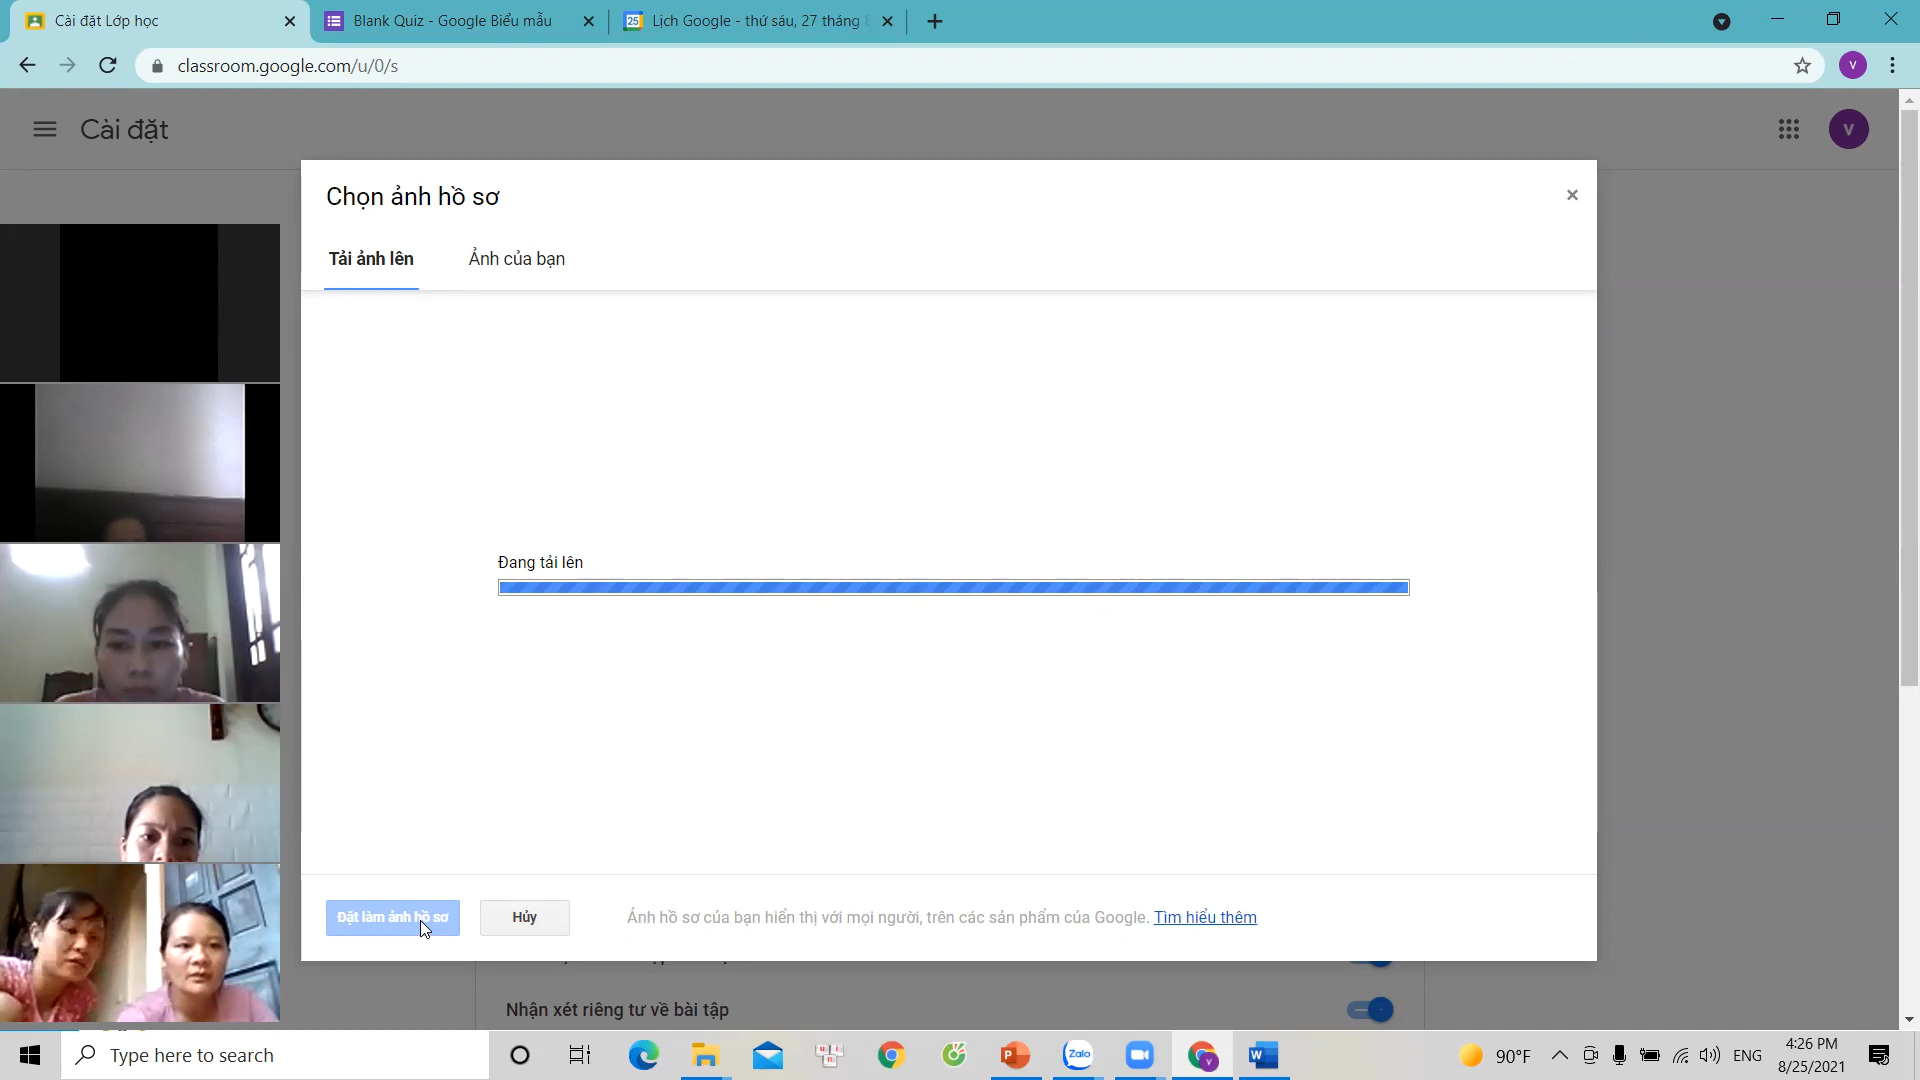 Cài đặt Lớp học
Blank Quiz - Google Biểu mẫu
Lịch Google - thứ sáu, 27 tháng 8
classroom.google.com/u/0/s
V
Cài đặt
V
Chọn ảnh hồ sơ
Tải ảnh lên
Ảnh của bạn
Đang tải lên
Đặt làm ảnh hồ sơ
Hủy
Ảnh hồ sơ của bạn hiển thị với mọi người, trên các sản phẩm của Google. Tìm hiểu thêm
Nhận xét riêng tư về bài tập
Type here to search
Zalo
90°F
ENG
4:26 PM
8/25/2021